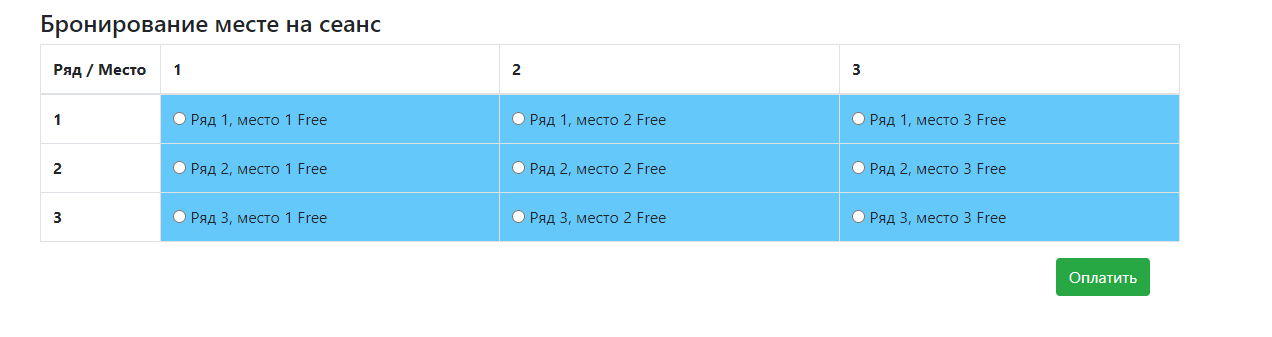 Бронирование месте на сеанс
Ряд / Место 1 2 3
1 Ряд 1, место 1 Free Ряд 1, место 2 Free Ряд 1, место 3 Free
2 Ряд 2, место 1 Free Ряд 2, место 2 Free Ряд 2, место 3 Free
3 Ряд 3, место 1 Free Ряд 3, место 2 Free Ряд 3, место 3 Free
Оплатить